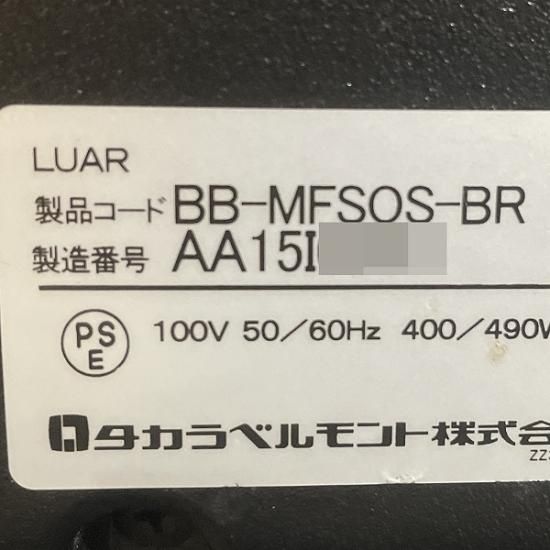 LUAR
製品コード BB-MFSOS-BR
製造番号 AA15I
PSE
100V 50/60Hz 400/490W
タカラベルモント株式会
ZZ